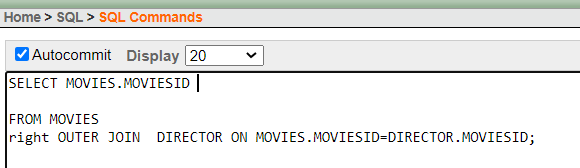 Home > SQL > SQL Commands
Autocommit Display 20
SELECT MOVIES.MOVIESID
FROM MOVIES
right OUTER JOIN  DIRECTOR ON MOVIES.MOVIESID=DIRECTOR.MOVIESID;